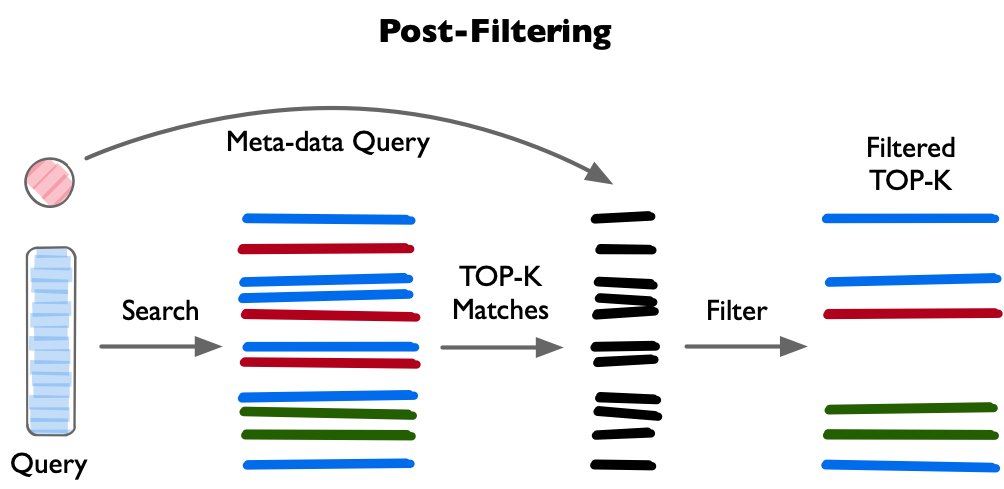 Post-Filtering
Meta-data Query
Filtered
TOP-K
Search
TOP-K
Matches
Filter
Query